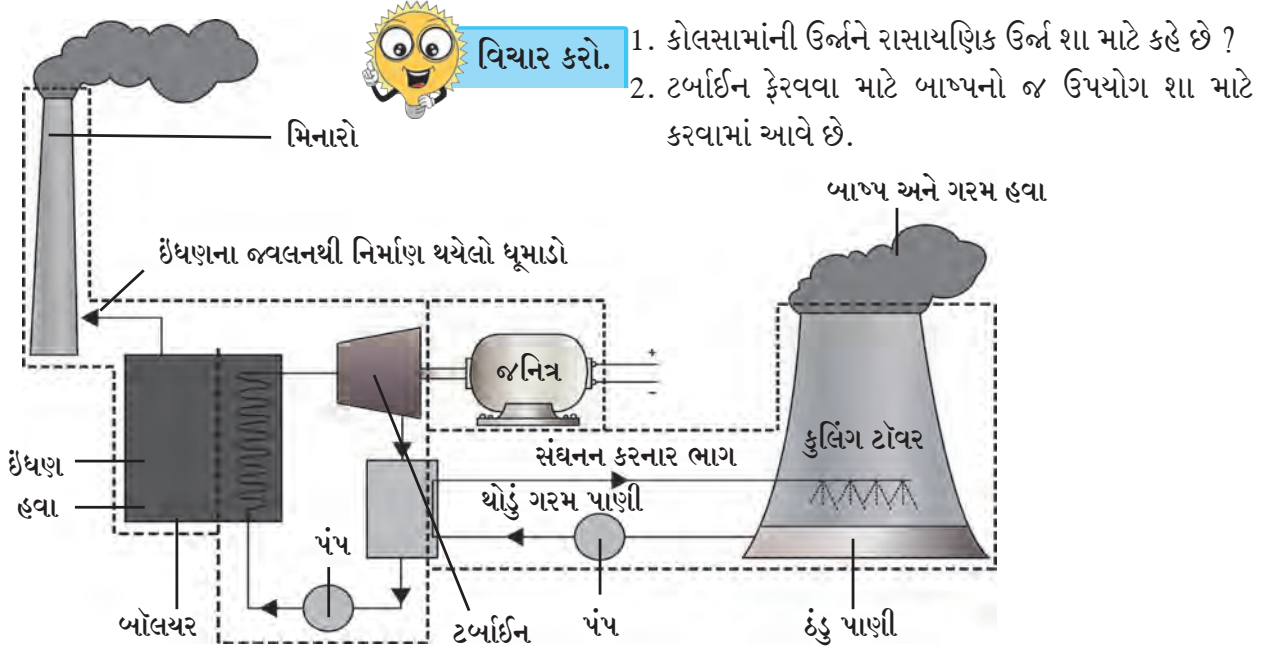 વિચાર કરો.
1. કોલસામાંની ઉર્જાને રાસાયણિક ઉર્જા શા માટે કહે છે ?
2. ટર્બાઈન ફેરવવા માટે બાષ્પનો જ ઉપયોગ શા માટે
કરવામાં આવે છે.
મિનારો
બાષ્પ અને ગરમ હવા
ઇંધણના જ્વલનથી નિર્માણ થયેલો ધૂમાડો
+
જનિત્ર
−
કુલિંગ ટૉવર
સંઘનન કરનાર ભાગ
ઇંધણ
થોડું ગરમ પાણી
હવા
પંપ
બૉલયર
ટર્બાઈન
પંપ
ઠંડુ પાણી